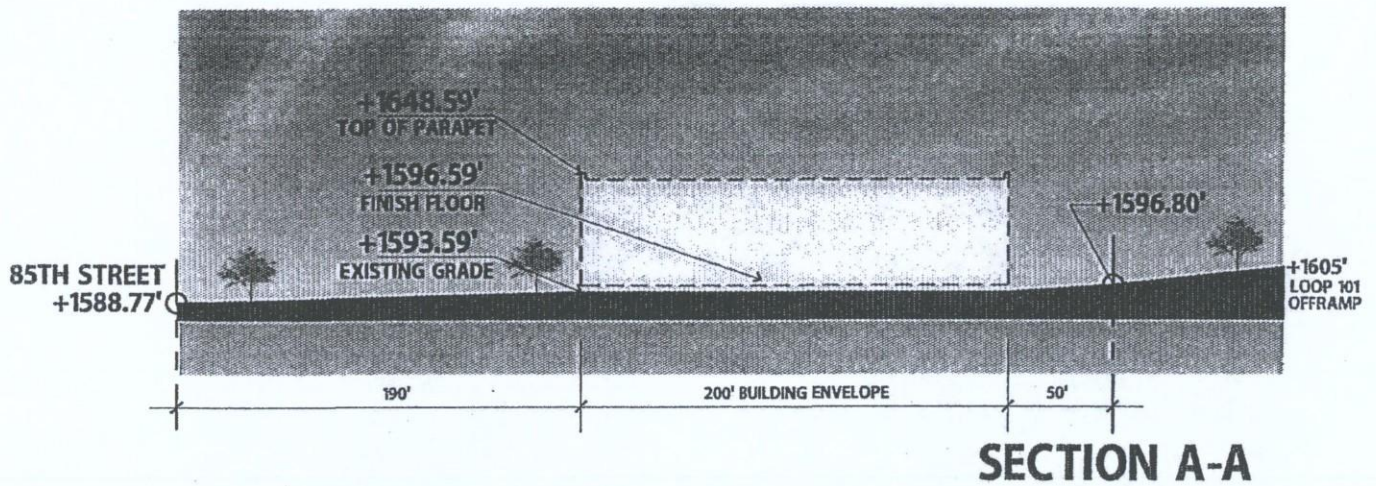 +1648.59'
TOP OF PARAPET
+1596.59'
FINISH FLOOR
+1593.59'
EXISTING GRADE
85TH STREET
+1588.77'
+1596.80'
+1605'
LOOP 101
OFFRAMP
190'
200' BUILDING ENVELOPE
50'
SECTION A-A